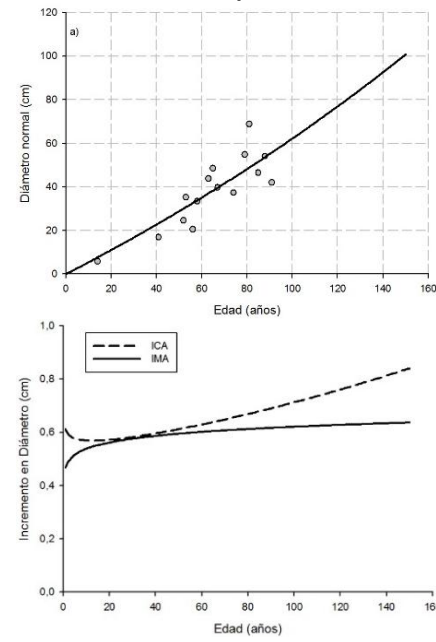 120
a)
100
80
60
40
20
0
Diámetro normal (cm)
0 20 40 60 80 100 120 140 160
Edad (años)
1,0
ICA
IMA
0,8
0,6
0,4
0,2
0,0
Incremento en Diámetro (cm)
0 20 40 60 80 100 120 140 16
Edad (años)